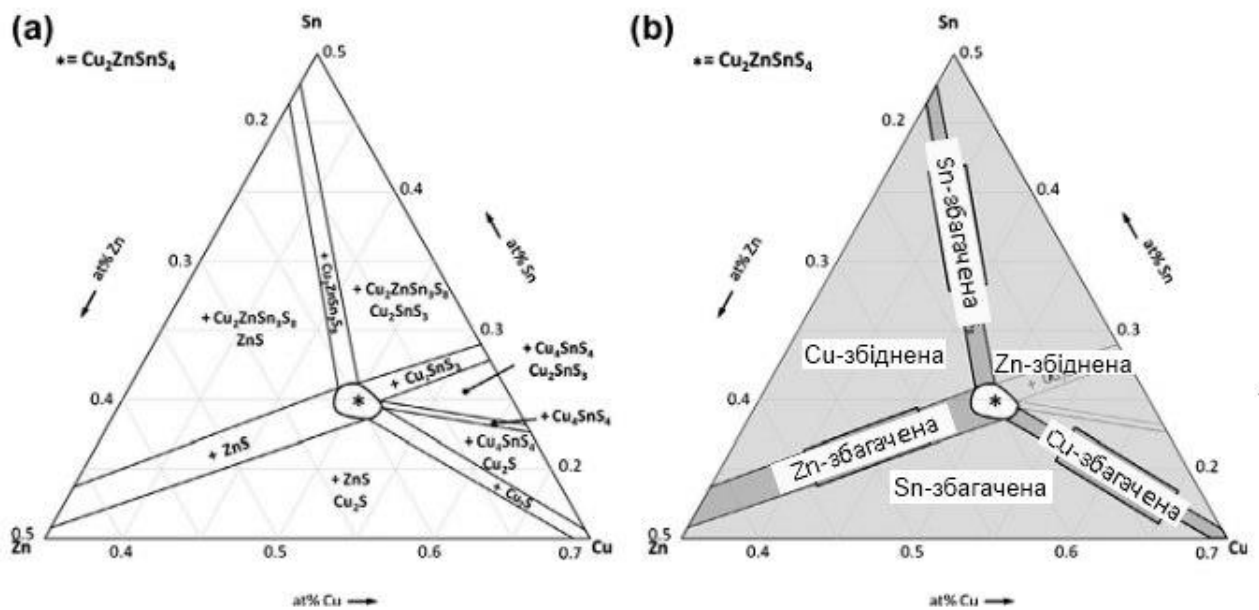 (a)
Sn
0.5
*= Cu₂ZnSnS₄
0.2
0.4
at% Zn
at% Sn
0.3
+ Cu₂ZnSn₃S₈
+ Cu₂ZnSn₃S₈
Cu₂SnS₃
+ Cu₂ZnSn₃S₈
ZnS
0.3
+ Cu₄SnS₄
Cu₂SnS₃
+ Cu₂SnS₃
0.4
*
+ Cu₄SnS₄
+ ZnS
+ Cu₄SnS₄
Cu₂S
0.2
+ ZnS
Cu₂S
+ Cu₂S
0.5
Zn
0.4
0.5
0.6
0.7
Cu
at% Cu
(b)
Sn
0.5
*= Cu₂ZnSnS₄
0.2
0.4
Sn-збагачена
at% Zn
at% Sn
0.3
0.3
Cu-збіднена
Zn-збіднена
0.4
*
Zn-збагачена
Cu-збагачена
0.2
Sn-збагачена
0.5
Zn
0.4
0.5
0.6
0.7
Cu
at% Cu